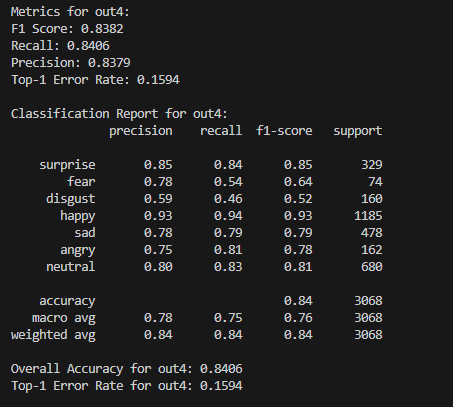 Metrics for out4:
F1 Score: 0.8382
Recall: 0.8406
Precision: 0.8379
Top-1 Error Rate: 0.1594
Classification Report for out4:
precision recall f1-score support
surprise 0.85 0.84 0.85 329
fear 0.78 0.54 0.64 74
disgust 0.59 0.46 0.52 160
happy 0.93 0.94 0.93 1185
sad 0.78 0.79 0.79 478
angry 0.75 0.81 0.78 162
neutral 0.80 0.83 0.81 680
accuracy 0.84 3068
macro avg 0.78 0.75 0.76 3068
weighted avg 0.84 0.84 0.84 3068
Overall Accuracy for out4: 0.8406
Top-1 Error Rate for out4: 0.1594